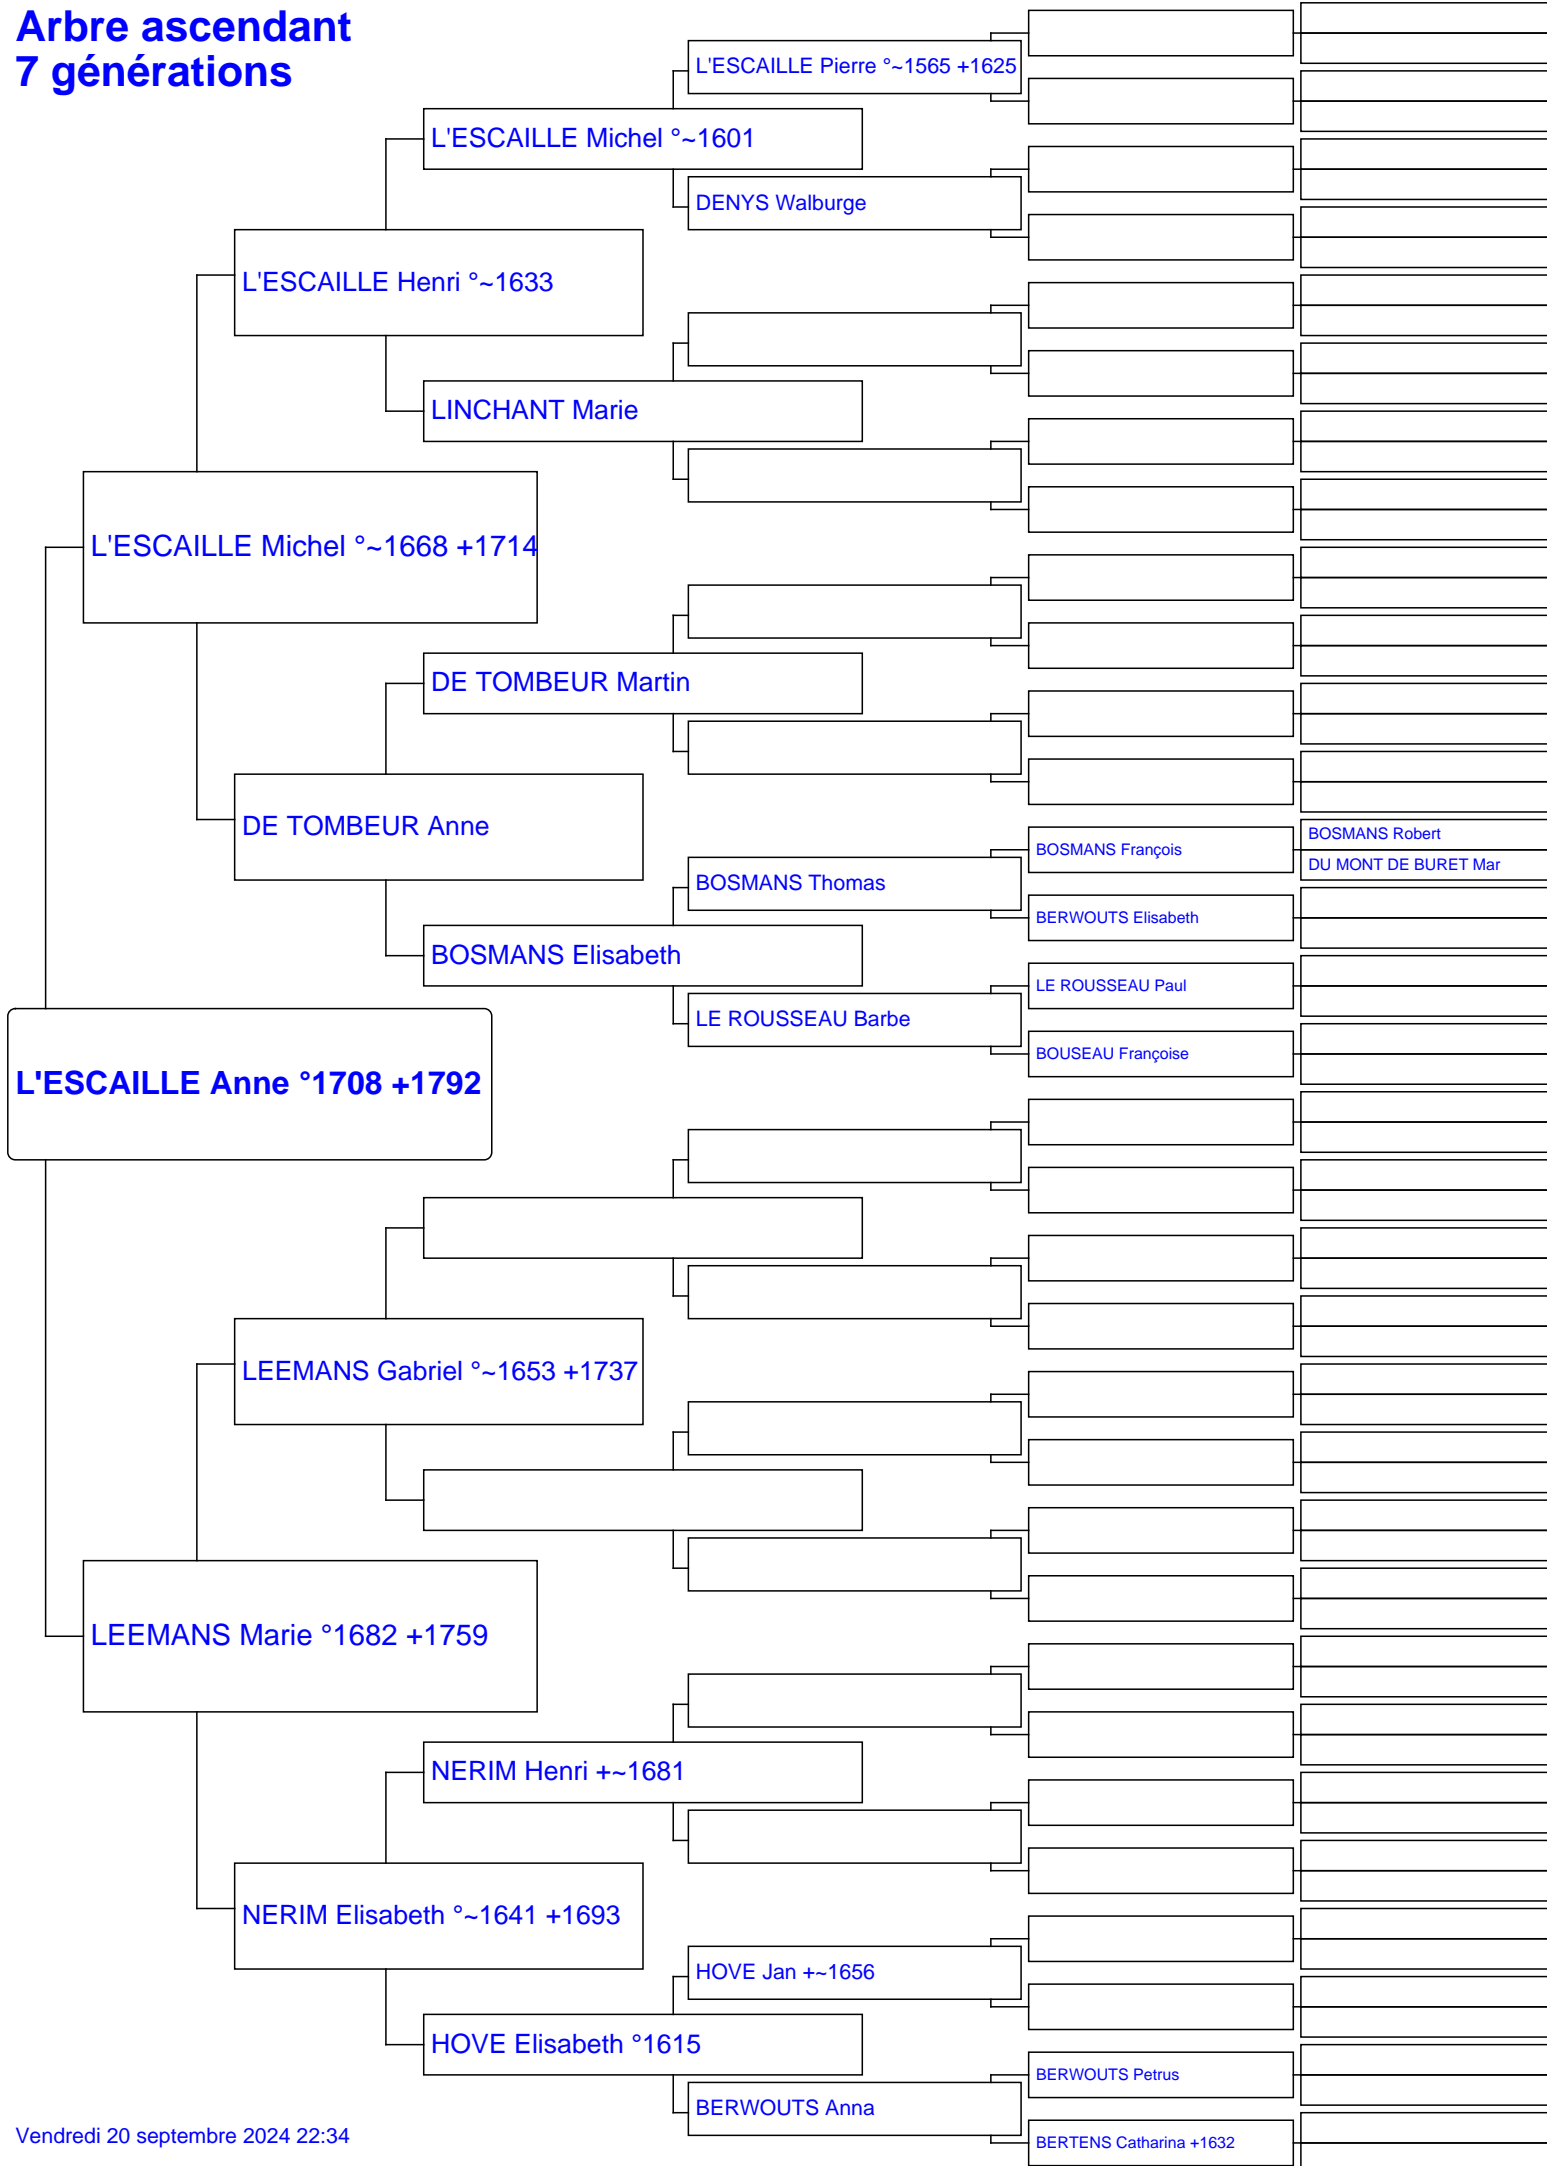 Arbre ascendant
7 générations
L'ESCAILLE Pierre °~1565 +1625
L'ESCAILLE Michel °~1601
DENYS Walburge
L'ESCAILLE Henri °~1633
LINCHANT Marie
L'ESCAILLE Michel °~1668 +1714
DE TOMBEUR Martin
DE TOMBEUR Anne
BOSMANS Robert
BOSMANS François
DU MONT DE BURET Mar
BOSMANS Thomas
BERWOUTS Elisabeth
BOSMANS Elisabeth
LE ROUSSEAU Paul
LE ROUSSEAU Barbe
BOUSEAU Françoise
L'ESCAILLE Anne °1708 +1792
LEEMANS Gabriel °~1653 +1737
LEEMANS Marie °1682 +1759
NERIM Henri +~1681
NERIM Elisabeth °~1641 +1693
HOVE Jan +~1656
HOVE Elisabeth °1615
BERWOUTS Petrus
BERWOUTS Anna
BERTENS Catharina +1632
Vendredi 20 septembre 2024 22:34